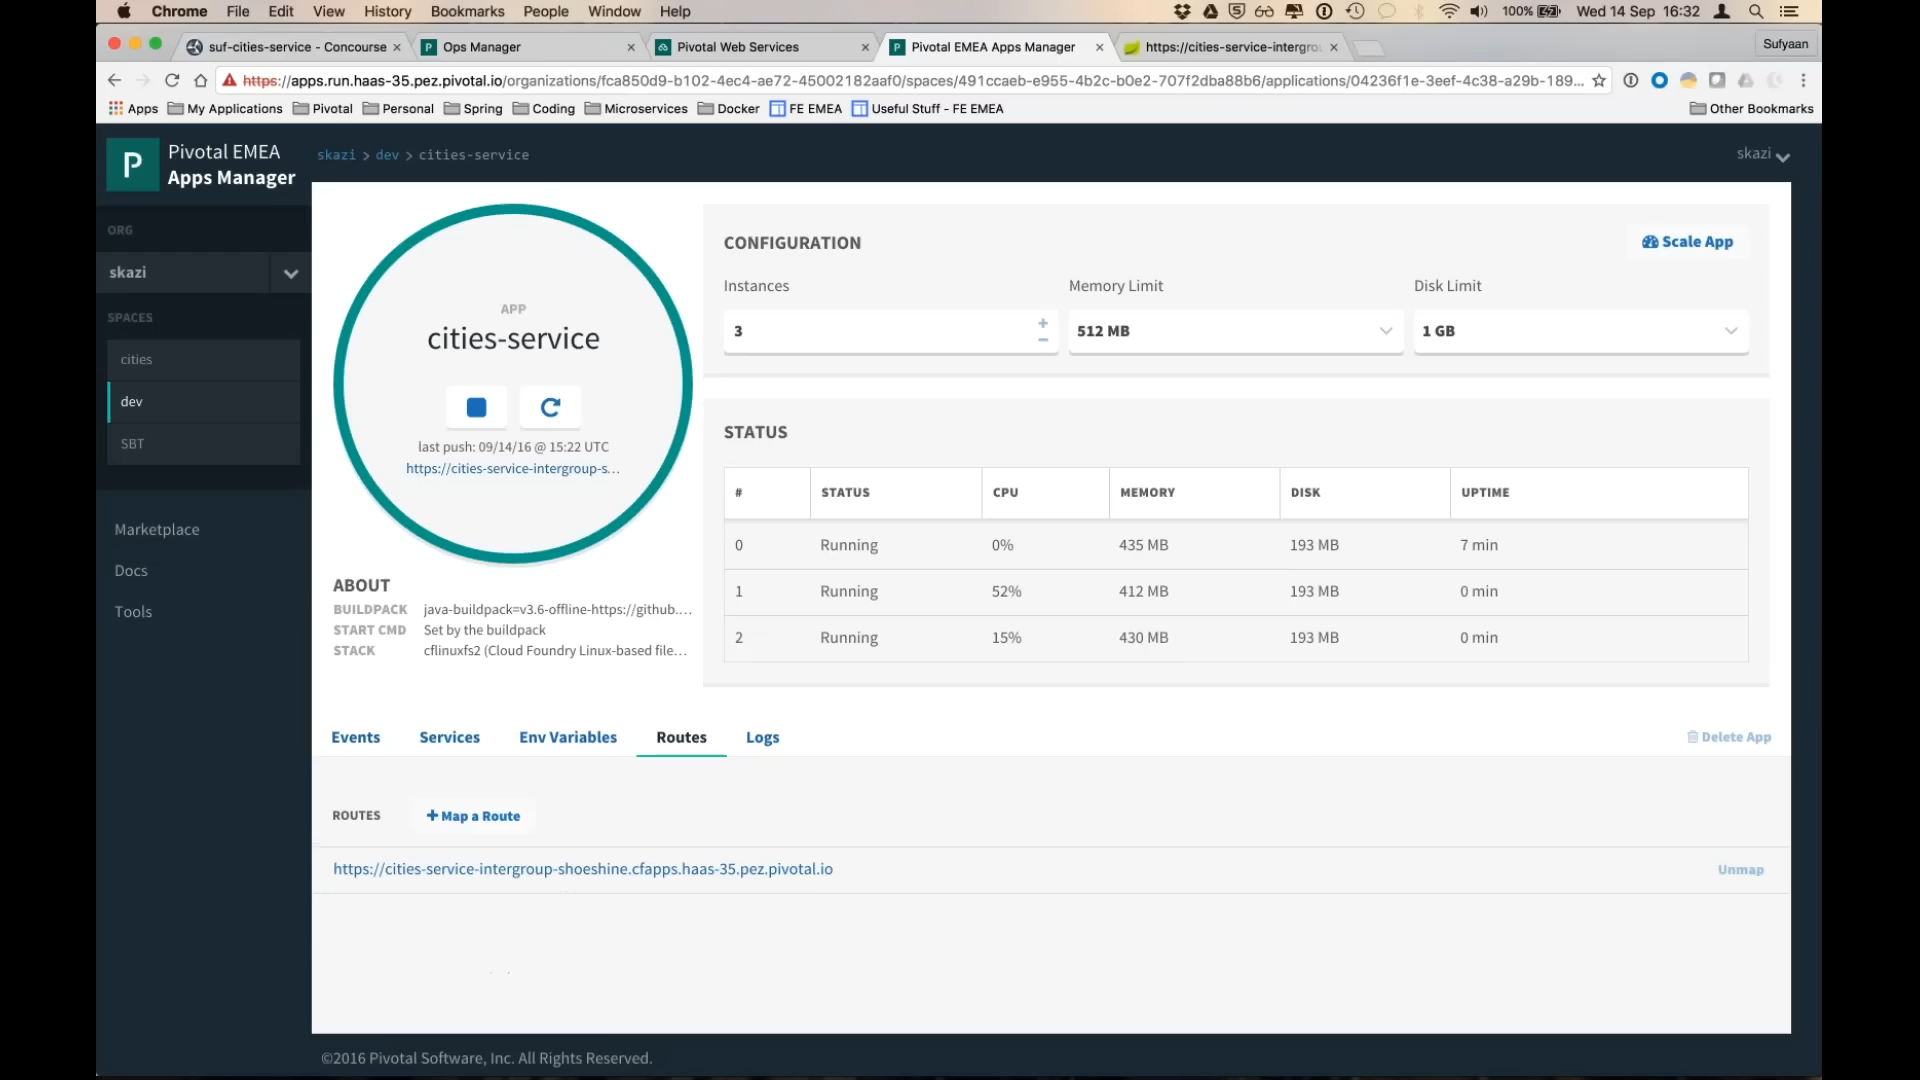 Chrome File Edit View History Bookmarks People Window Help 100% Wed 14 Sep 16:32
suf-cities-service - Concourse × Ops Manager × Pivotal Web Services × Pivotal EMEA Apps Manager × https://cities-service-intergro × Sufyaan
https://apps.run.haas-35.pez.pivotal.io/organizations/fca850d9-b102-4ec4-ae72-45002182aaf0/spaces/491ccaeb-e955-4b2c-b0e2-707f2dba88b6/applications/04236f1e-3eef-4c38-a29b-189...
Apps My Applications Pivotal Personal Spring Coding Microservices Docker FE EMEA Useful Stuff - FE EMEA Other Bookmarks
P Pivotal EMEA
Apps Manager
skazi > dev > cities-service
skazi
ORG
skazi
SPACES
cities
dev
SBT
Marketplace
Docs
Tools
APP
cities-service
last push: 09/14/16 @ 15:22 UTC
https://cities-service-intergroup-s...
ABOUT
BUILDPACK java-buildpack=v3.6-offline-https://github....
START CMD Set by the buildpack
STACK cflinuxfs2 (Cloud Foundry Linux-based file...
CONFIGURATION Scale App
Instances Memory Limit Disk Limit
3 + − 512 MB 1 GB
STATUS
# STATUS CPU MEMORY DISK UPTIME
0 Running 0% 435 MB 193 MB 7 min
1 Running 52% 412 MB 193 MB 0 min
2 Running 15% 430 MB 193 MB 0 min
Events Services Env Variables Routes Logs Delete App
ROUTES + Map a Route
https://cities-service-intergroup-shoeshine.cfapps.haas-35.pez.pivotal.io Unmap
©2016 Pivotal Software, Inc. All Rights Reserved.